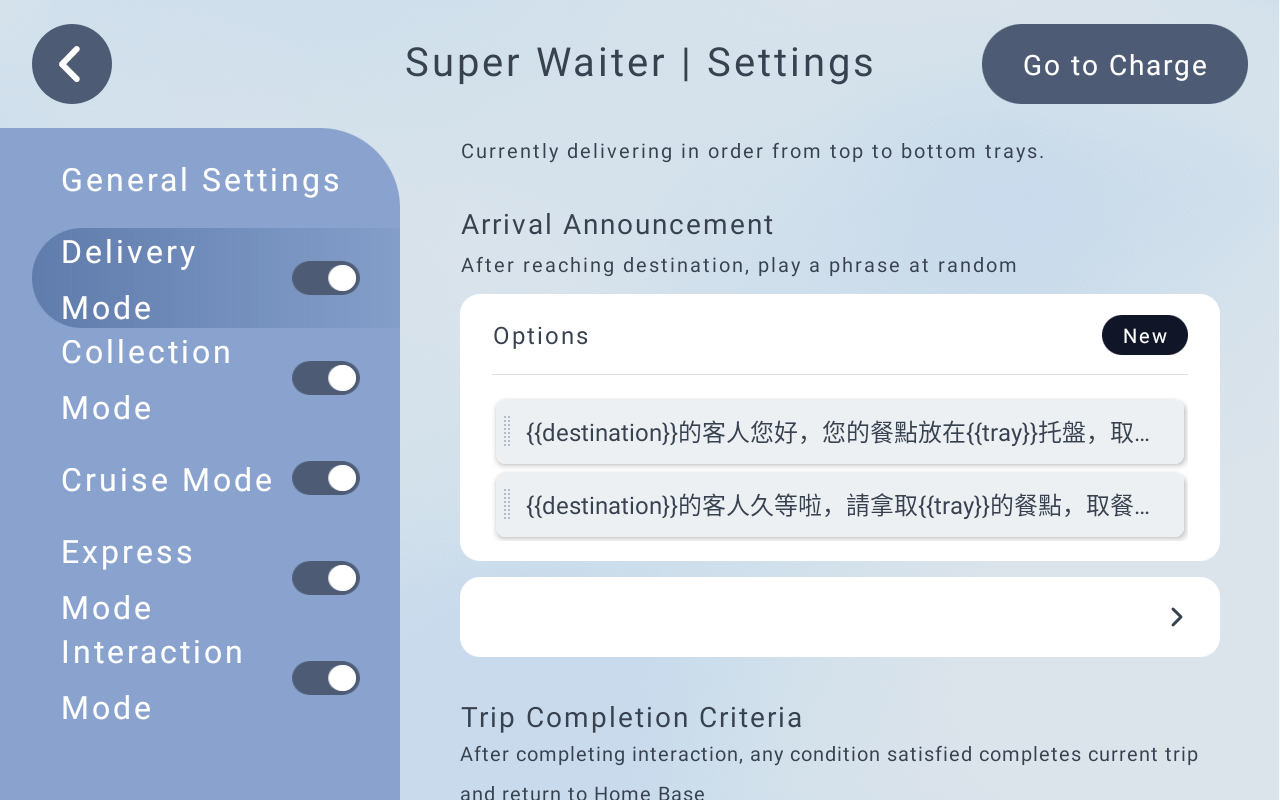 Super Waiter | Settings
Go to Charge
General Settings
Delivery
Mode
Collection
Mode
Cruise Mode
Express
Mode
Interaction
Mode
Currently delivering in order from top to bottom trays.
Arrival Announcement
After reaching destination, play a phrase at random
Options
New
{{destination}}的客人您好，您的餐點放在{{tray}}托盤，取...
{{destination}}的客人久等啦，請拿取{{tray}}的餐點，取餐...
Trip Completion Criteria
After completing interaction, any condition satisfied completes current trip
and return to Home Base